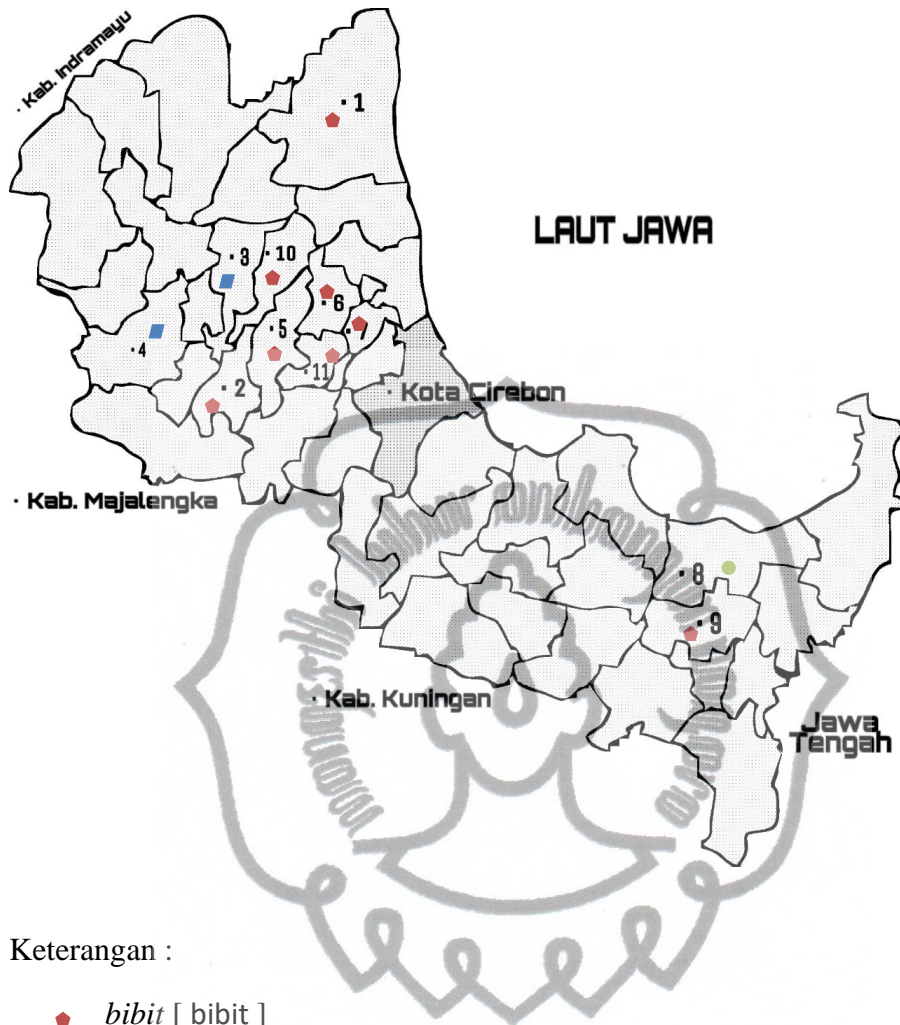 · Kab. Indramayu
· 1
LAUT JAWA
· 3
· 10
· 6
· 5
· 7
· 4
· 11
· 2
· Kota Cirebon
· Kab. Majalengka
· 8
· 9
· Kab. Kuningan
Jawa
Tengah
Keterangan :
bibit [ bibit ]